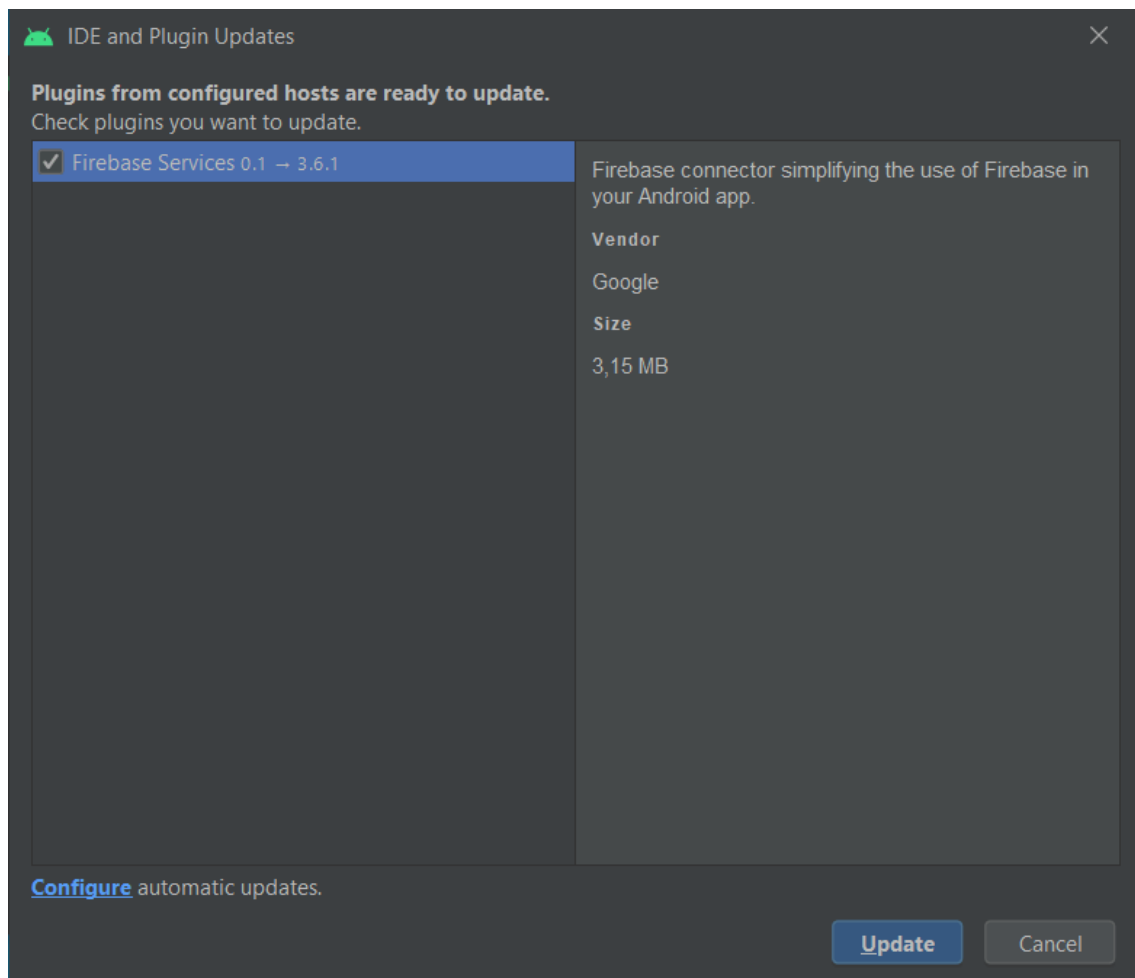 IDE and Plugin Updates
Plugins from configured hosts are ready to update.
Check plugins you want to update.
Firebase Services 0.1 → 3.6.1
Firebase connector simplifying the use of Firebase in
your Android app.
Vendor
Google
Size
3,15 MB
Configure automatic updates.
Update
Cancel